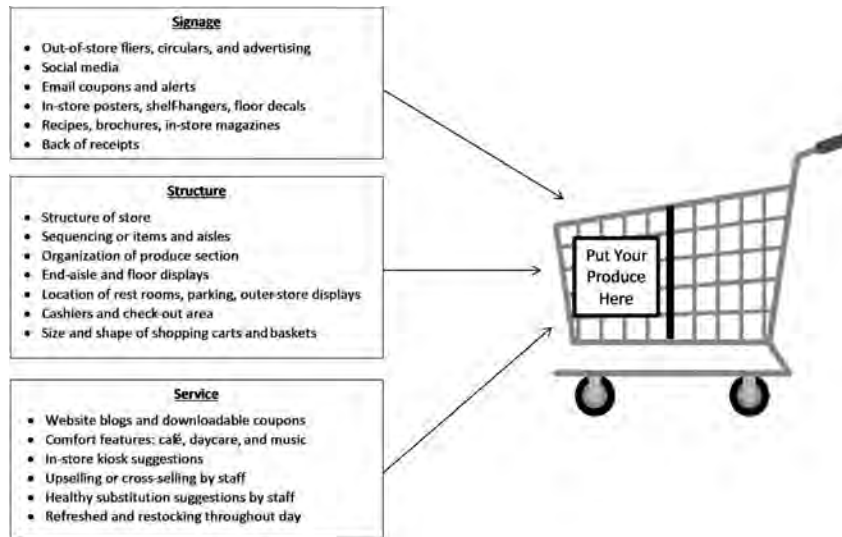 Signage
• Out-of-store fliers, circulars, and advertising
• Social media
• Email coupons and alerts
• In-store posters, shelf-hangers, floor decals
• Recipes, brochures, in-store magazines
• Back of receipts
Structure
• Structure of store
• Sequencing or items and aisles
• Organization of produce section
• End-aisle and floor displays
• Location of rest rooms, parking, outer-store displays
• Cashiers and check-out area
• Size and shape of shopping carts and baskets
Put Your
Produce
Here
Service
• Website blogs and downloadable coupons
• Comfort features: café, daycare, and music
• In-store kiosk suggestions
• Upselling or cross-selling by staff
• Healthy substitution suggestions by staff
• Refreshed and restocking throughout day